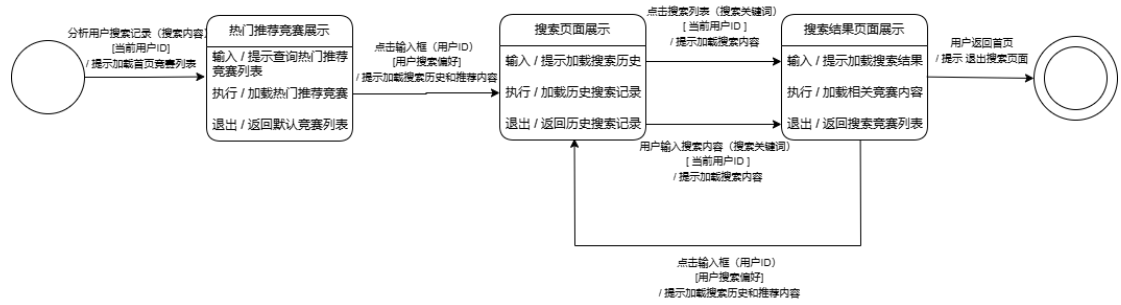 分析用户搜索记录（搜索内容）
[当前用户ID]
/ 提示加载首页竞赛列表
热门推荐竞赛展示
输入 / 提示查询热门推荐
竞赛列表
执行 / 加载热门推荐竞赛
退出 / 返回默认竞赛列表
点击输入框（用户ID）
[用户搜索偏好]
/ 提示加载搜索历史和推荐内容
搜索页面展示
输入 / 提示加载搜索历史
执行 / 加载历史搜索记录
退出 / 返回历史搜索记录
点击搜索列表（搜索关键词）
[ 当前用户ID ]
/ 提示加载搜索内容
用户输入搜索内容（搜索关键词）
[ 当前用户ID ]
/ 提示加载搜索内容
搜索结果页面展示
输入 / 提示加载搜索结果
执行 / 加载相关竞赛内容
退出 / 返回搜索竞赛列表
用户返回首页
/ 提示 退出搜索页面
点击输入框（用户ID）
[用户搜索偏好]
/ 提示加载搜索历史和推荐内容